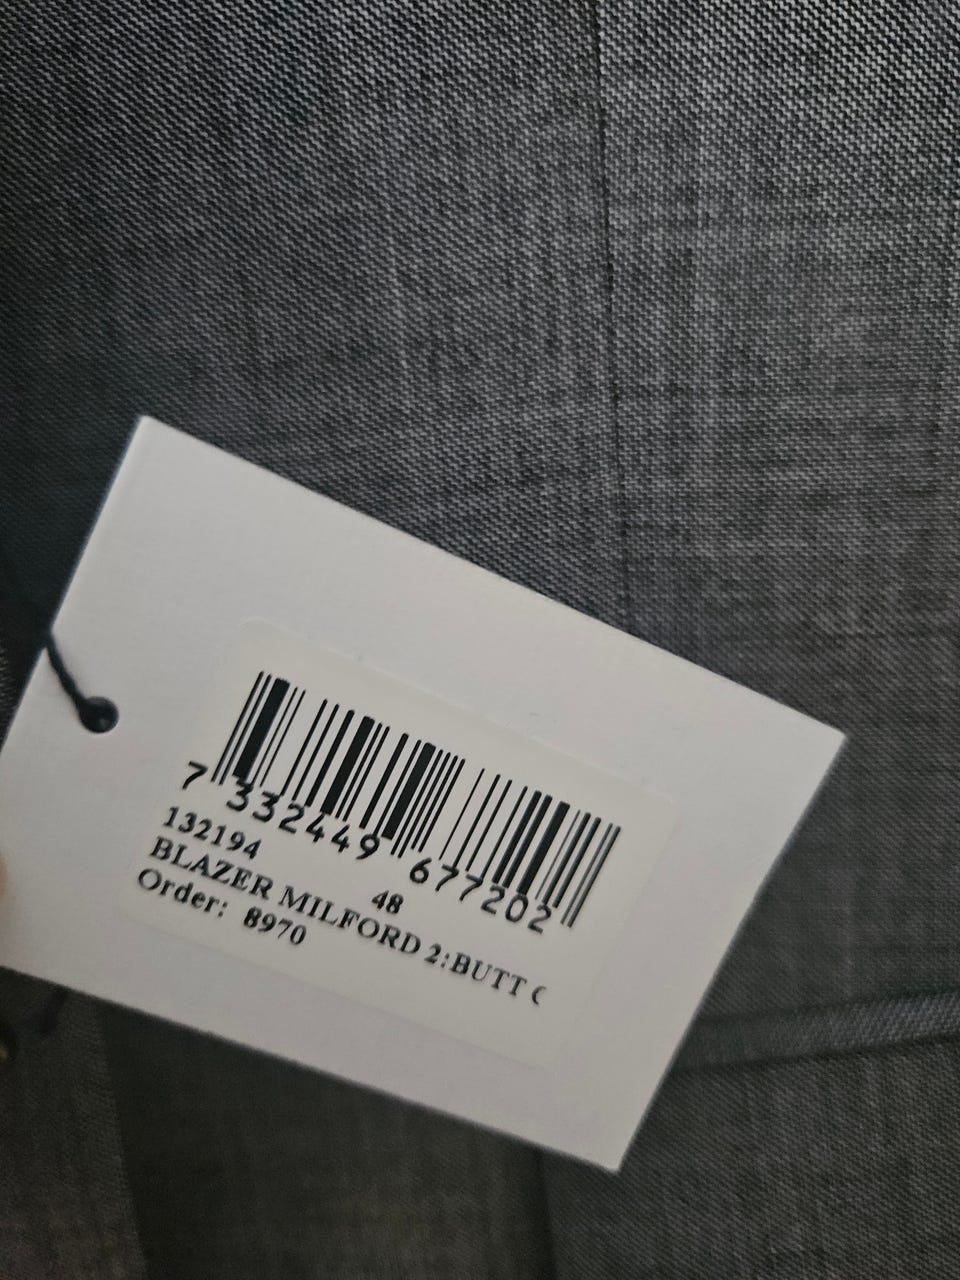 7 332449 677202
132194 48
BLAZER MILFORD 2:BUTT
Order: 8970